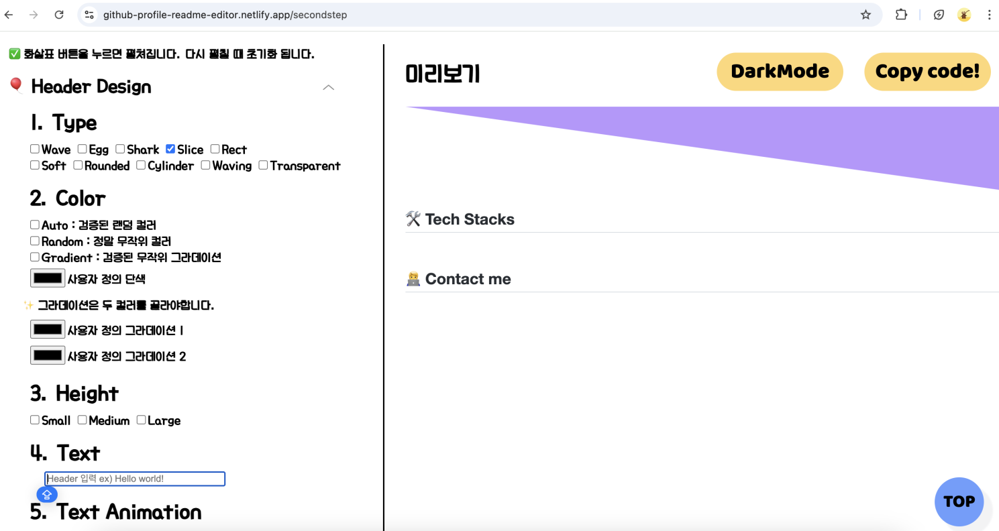 github-profile-readme-editor.netlify.app/secondstep
✅ 화살표 버튼을 누르면 펼쳐집니다. 다시 펼칠 때 초기화 됩니다.
🎈 Header Design
1. Type
Wave Egg Shark Slice Rect
Soft Rounded Cylinder Waving Transparent
2. Color
Auto : 검증된 랜덤 컬러
Random : 정말 무작위 컬러
Gradient : 검증된 무작위 그라데이션
사용자 정의 단색
✨ 그라데이션은 두 컬러를 골라야합니다.
사용자 정의 그라데이션 1
사용자 정의 그라데이션 2
3. Height
Small Medium Large
4. Text
Header 입력 ex) Hello world!
5. Text Animation
미리보기
DarkMode
Copy code!
🛠 Tech Stacks
🧑‍💻 Contact me
TOP